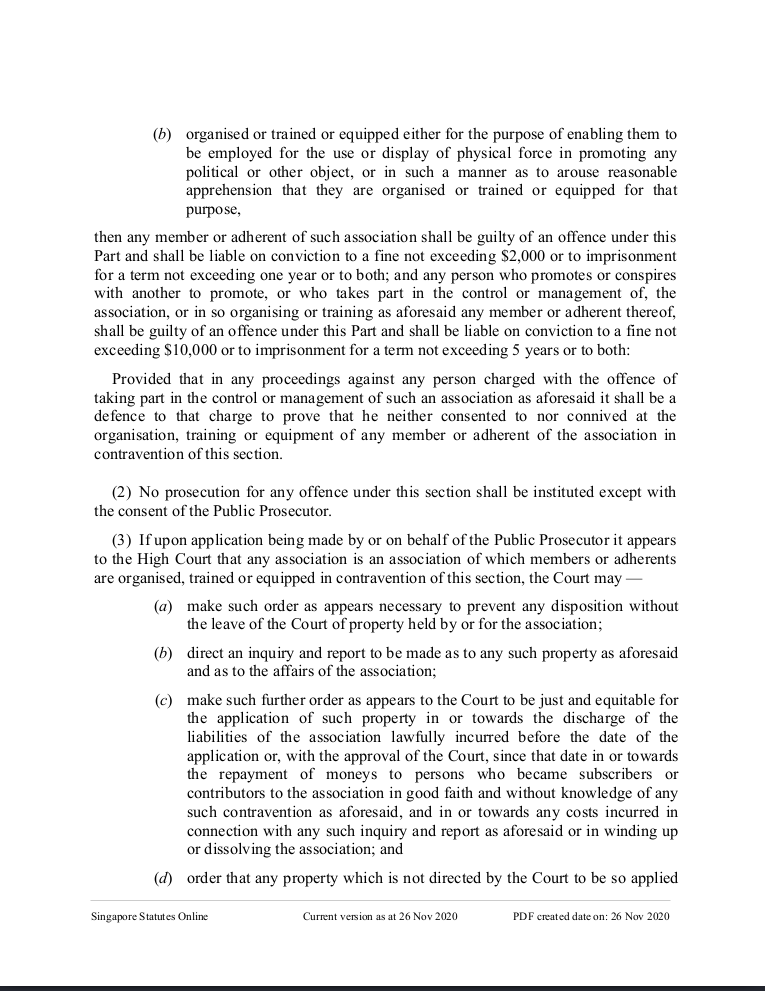 (b) organised or trained or equipped either for the purpose of enabling them to
be employed for the use or display of physical force in promoting any
political or other object, or in such a manner as to arouse reasonable
apprehension that they are organised or trained or equipped for that
purpose,
then any member or adherent of such association shall be guilty of an offence under this
Part and shall be liable on conviction to a fine not exceeding $2,000 or to imprisonment
for a term not exceeding one year or to both; and any person who promotes or conspires
with another to promote, or who takes part in the control or management of, the
association, or in so organising or training as aforesaid any member or adherent thereof,
shall be guilty of an offence under this Part and shall be liable on conviction to a fine not
exceeding $10,000 or to imprisonment for a term not exceeding 5 years or to both:
Provided that in any proceedings against any person charged with the offence of
taking part in the control or management of such an association as aforesaid it shall be a
defence to that charge to prove that he neither consented to nor connived at the
organisation, training or equipment of any member or adherent of the association in
contravention of this section.
(2) No prosecution for any offence under this section shall be instituted except with
the consent of the Public Prosecutor.
(3) If upon application being made by or on behalf of the Public Prosecutor it appears
to the High Court that any association is an association of which members or adherents
are organised, trained or equipped in contravention of this section, the Court may —
(a) make such order as appears necessary to prevent any disposition without
the leave of the Court of property held by or for the association;
(b) direct an inquiry and report to be made as to any such property as aforesaid
and as to the affairs of the association;
(c) make such further order as appears to the Court to be just and equitable for
the application of such property in or towards the discharge of the
liabilities of the association lawfully incurred before the date of the
application or, with the approval of the Court, since that date in or towards
the repayment of moneys to persons who became subscribers or
contributors to the association in good faith and without knowledge of any
such contravention as aforesaid, and in or towards any costs incurred in
connection with any such inquiry and report as aforesaid or in winding up
or dissolving the association; and
(d) order that any property which is not directed by the Court to be so applied
Singapore Statutes Online Current version as at 26 Nov 2020 PDF created date on: 26 Nov 2020